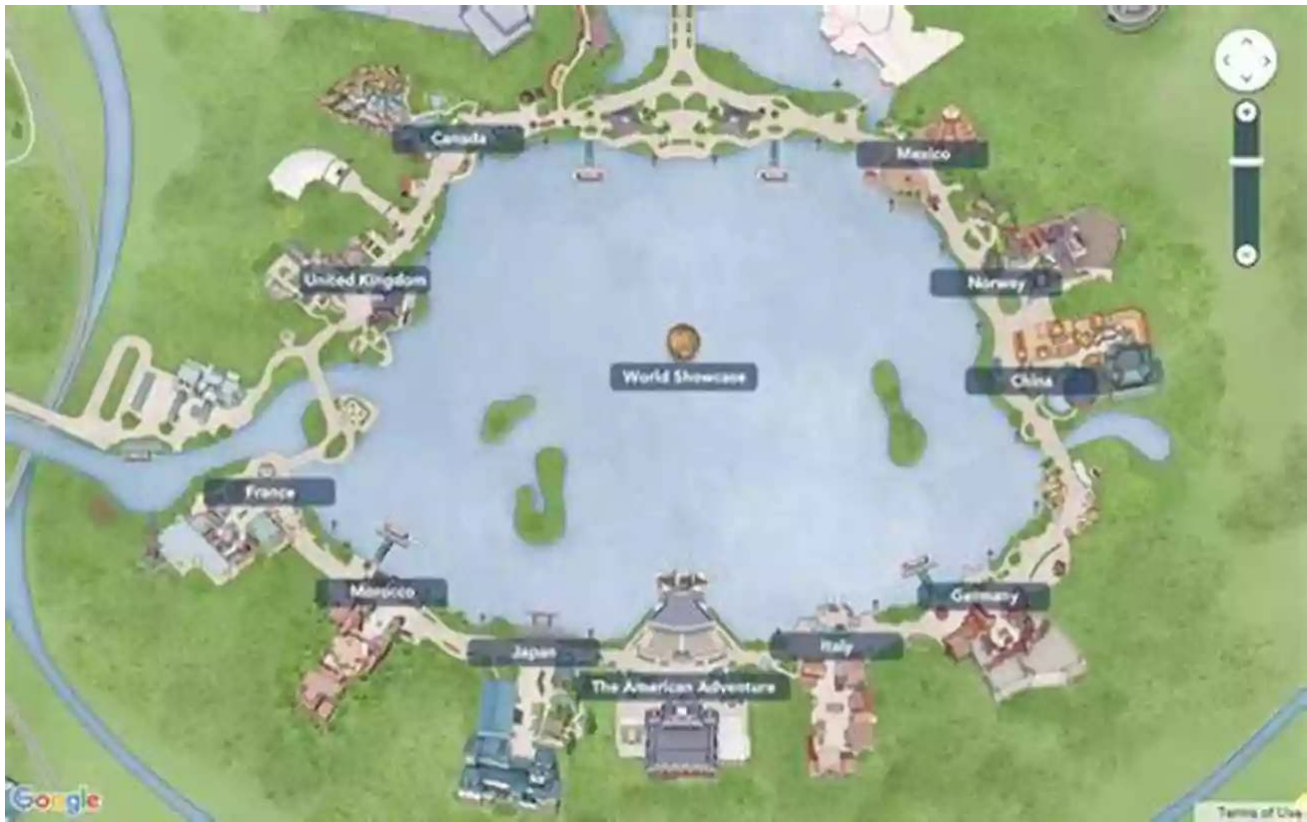 Canada
Mexico
United Kingdom
Norway
World Showcase
China
France
Morocco
Germany
Japan
Italy
The American Adventure
Google
Terms of Use